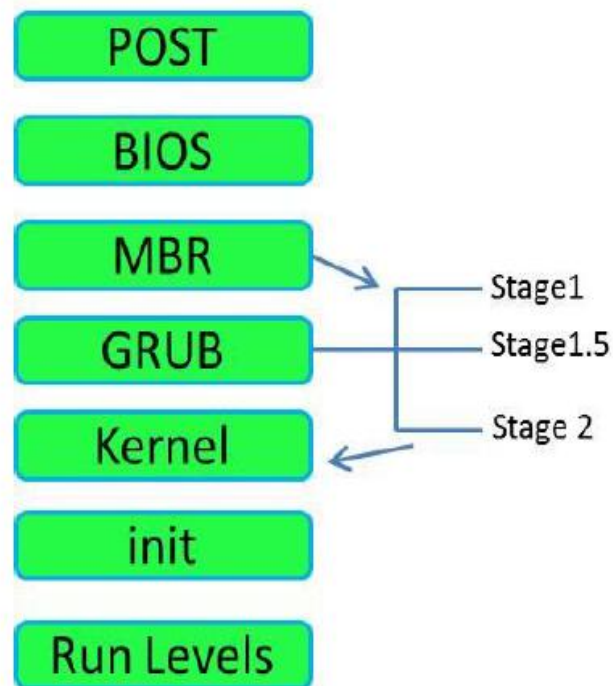 POST
BIOS
MBR
Stage1
GRUB
Stage1.5
Kernel
Stage 2
init
Run Levels